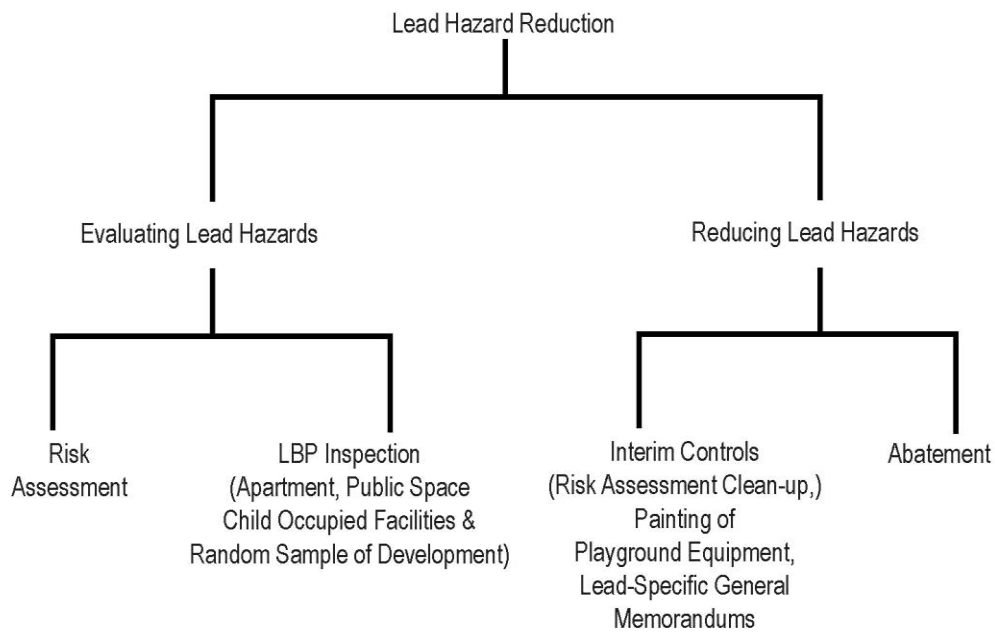 Lead Hazard Reduction
Evaluating Lead Hazards
Reducing Lead Hazards
Risk
Assessment
LBP Inspection
(Apartment, Public Space
Child Occupied Facilities &
Random Sample of Development)
Interim Controls
(Risk Assessment Clean-up,)
Painting of
Playground Equipment,
Lead-Specific General
Memorandums
Abatement